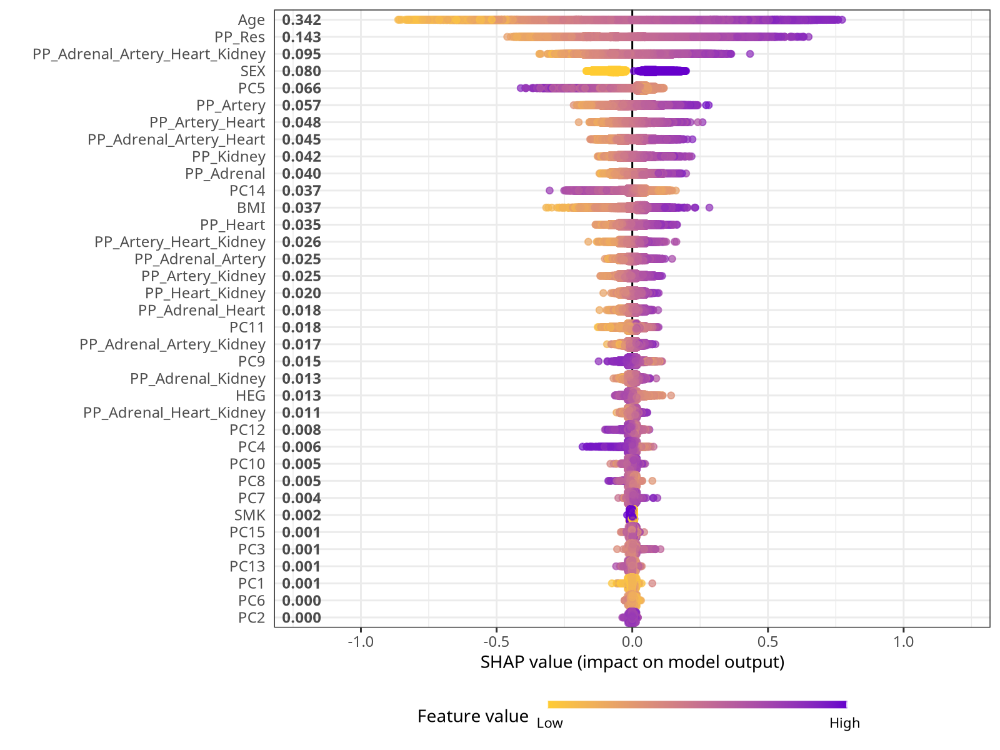 Age 0.342
PP_Res 0.143
PP_Adrenal_Artery_Heart_Kidney 0.095
SEX 0.080
PC5 0.066
PP_Artery 0.057
PP_Artery_Heart 0.048
PP_Adrenal_Artery_Heart 0.045
PP_Kidney 0.042
PP_Adrenal 0.040
PC14 0.037
BMI 0.037
PP_Heart 0.035
PP_Artery_Heart_Kidney 0.026
PP_Adrenal_Artery 0.025
PP_Artery_Kidney 0.025
PP_Heart_Kidney 0.020
PP_Adrenal_Heart 0.018
PC11 0.018
PP_Adrenal_Artery_Kidney 0.017
PC9 0.015
PP_Adrenal_Kidney 0.013
HEG 0.013
PP_Adrenal_Heart_Kidney 0.011
PC12 0.008
PC4 0.006
PC10 0.005
PC8 0.005
PC7 0.004
SMK 0.002
PC15 0.001
PC3 0.001
PC13 0.001
PC1 0.001
PC6 0.000
PC2 0.000
-1.0 -0.5 0.0 0.5 1.0
SHAP value (impact on model output)
Feature value
Low High